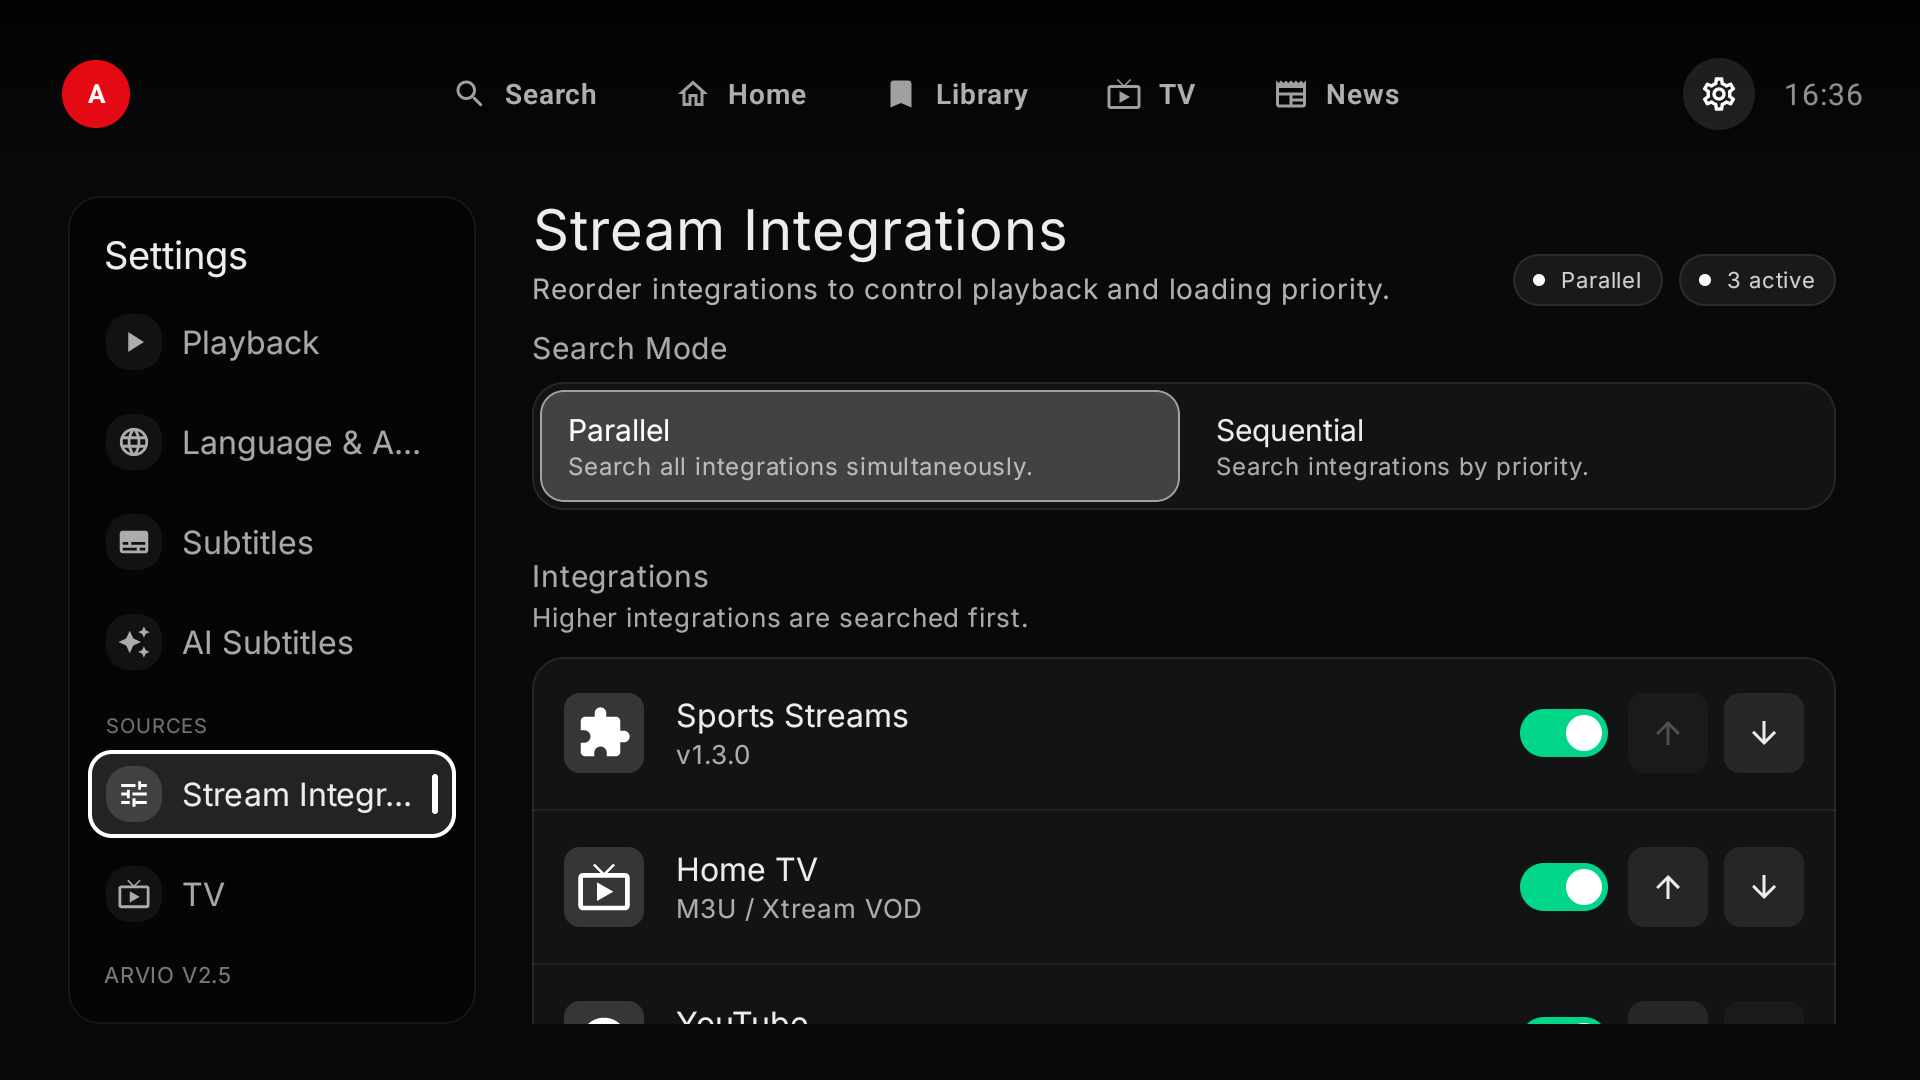 A
Search
Home
Library
TV
News
16:36
Settings
Playback
Language & A...
Subtitles
AI Subtitles
SOURCES
Stream Integr...
TV
ARVIO V2.5
Stream Integrations
Reorder integrations to control playback and loading priority.
Parallel
3 active
Search Mode
Parallel
Search all integrations simultaneously.
Sequential
Search integrations by priority.
Integrations
Higher integrations are searched first.
Sports Streams
v1.3.0
Home TV
M3U / Xtream VOD
YouTube